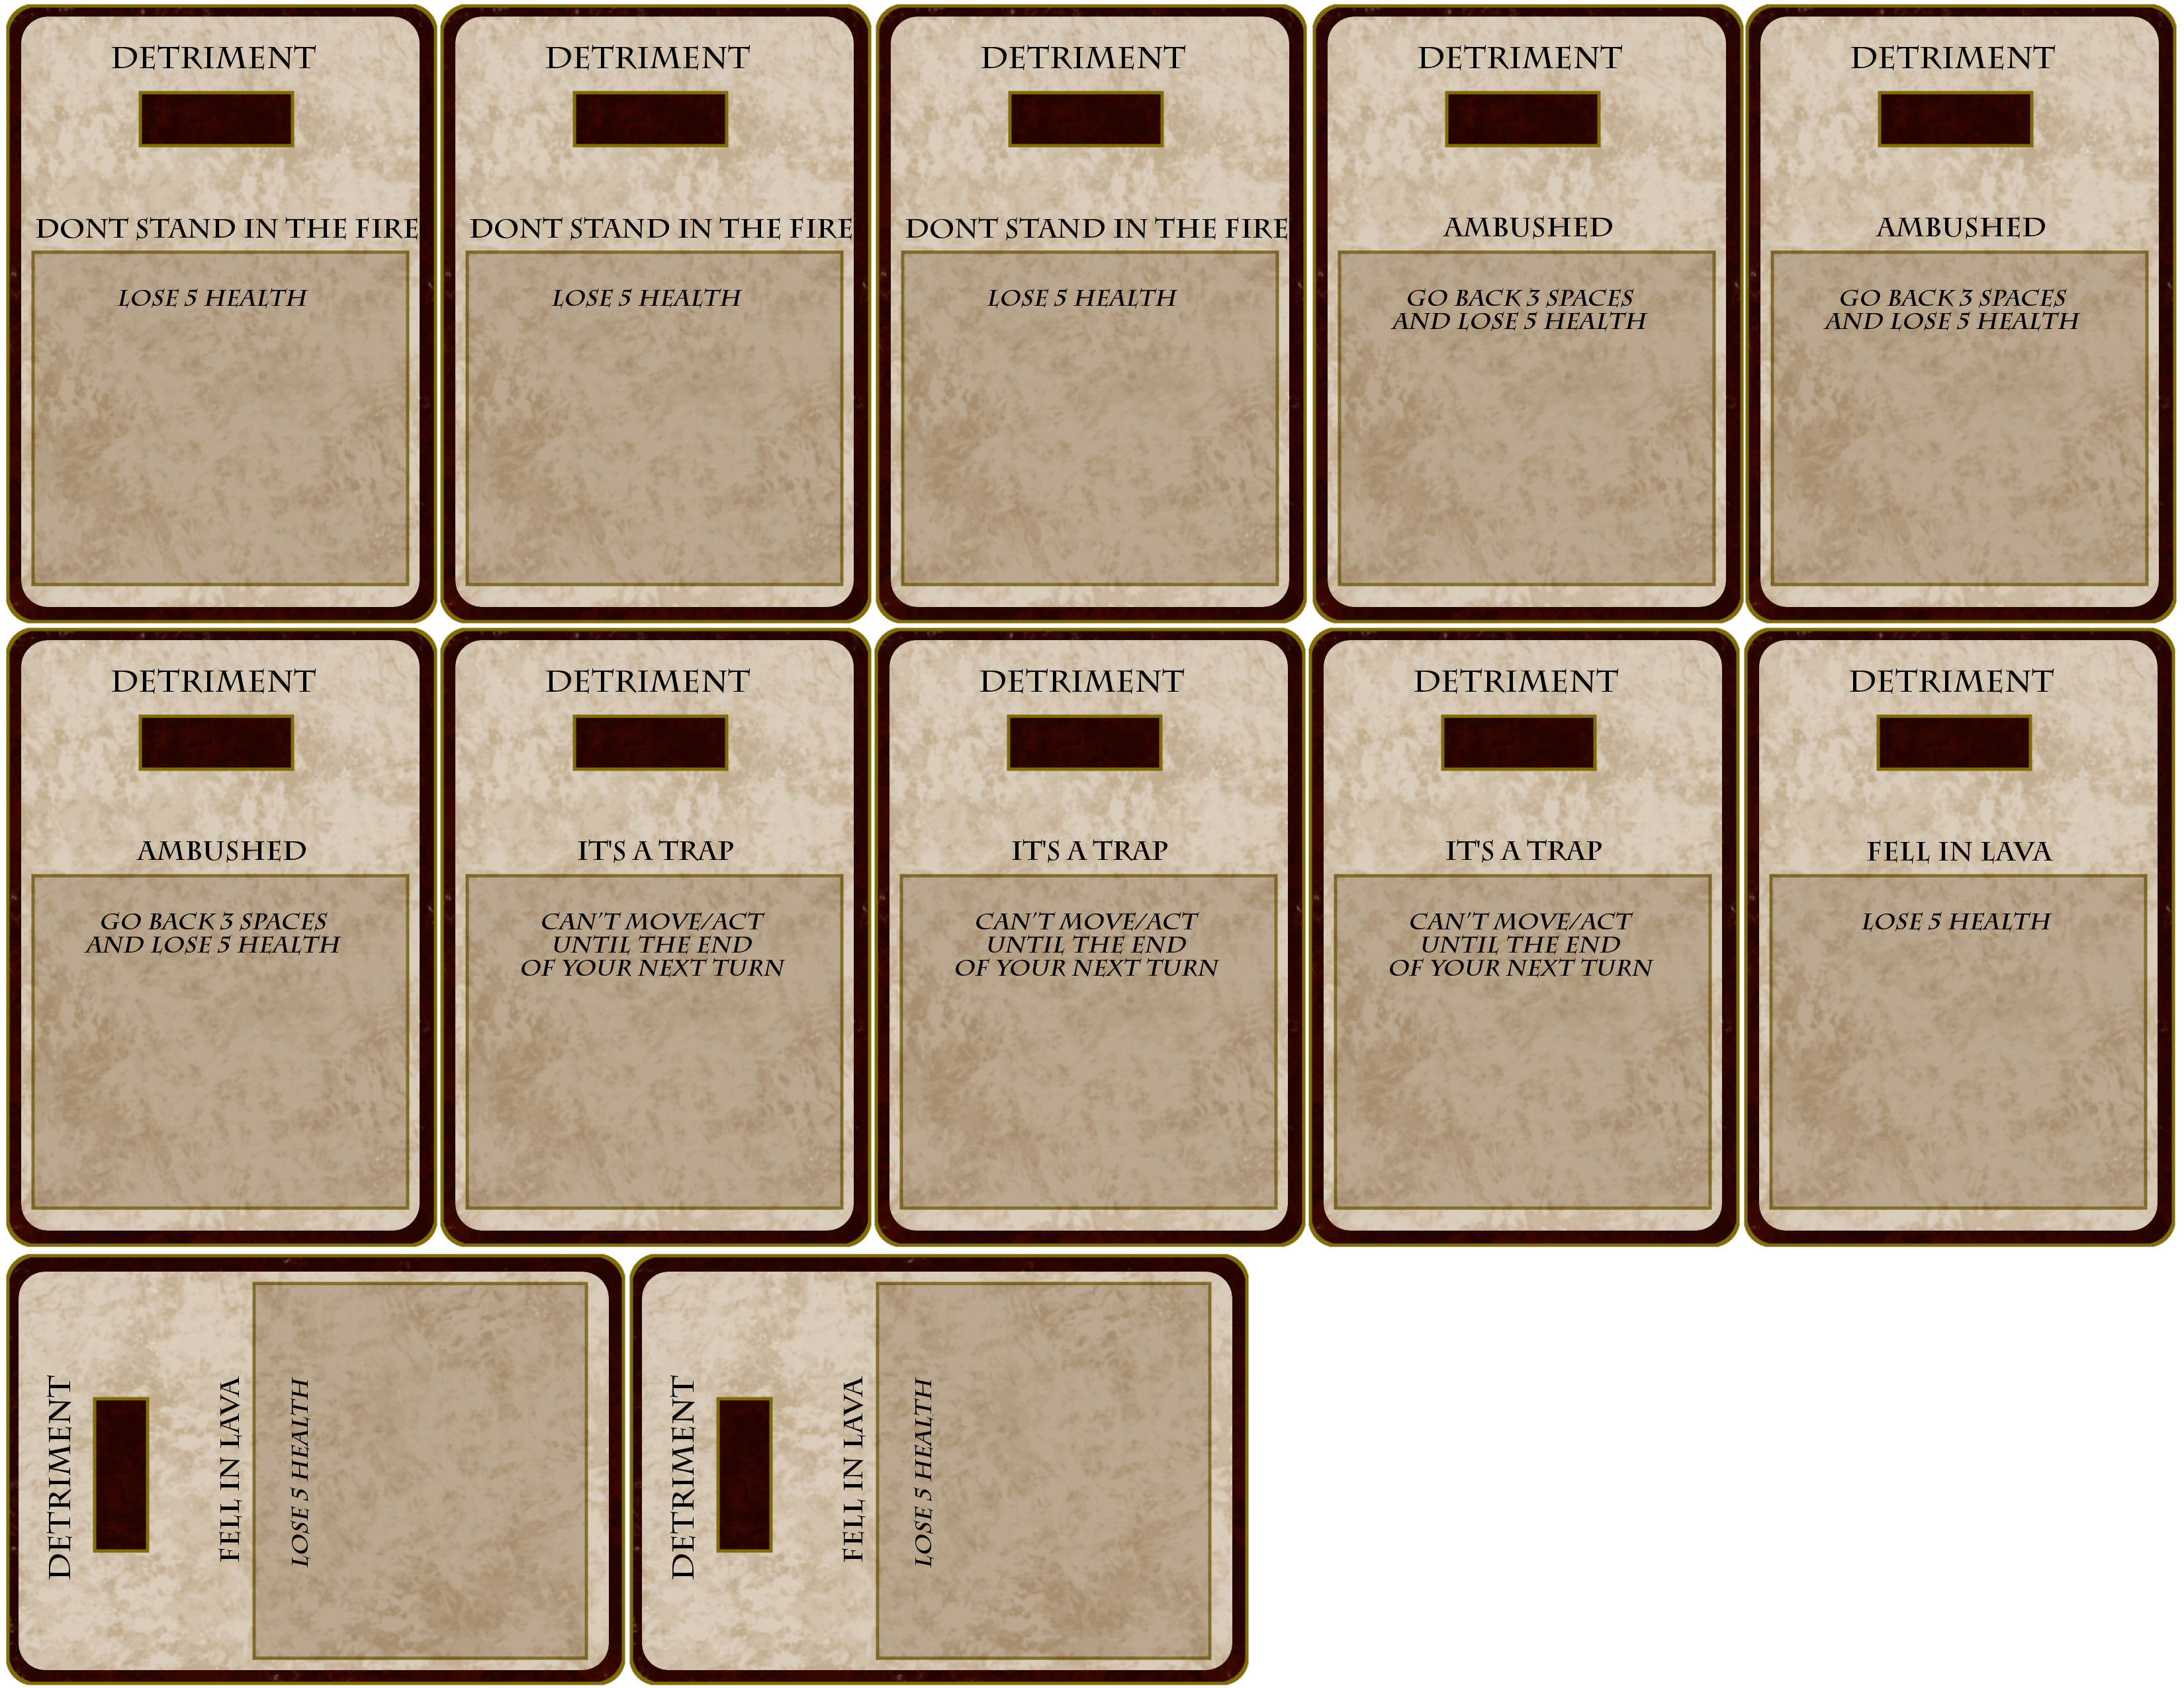 DETRIMENT
DONT STAND IN THE FIRE
LOSE 5 HEALTH
DETRIMENT
DONT STAND IN THE FIRE
LOSE 5 HEALTH
DETRIMENT
DONT STAND IN THE FIRE
LOSE 5 HEALTH
DETRIMENT
AMBUSHED
GO BACK 3 SPACES
AND LOSE 5 HEALTH
DETRIMENT
AMBUSHED
GO BACK 3 SPACES
AND LOSE 5 HEALTH
DETRIMENT
AMBUSHED
GO BACK 3 SPACES
AND LOSE 5 HEALTH
DETRIMENT
IT'S A TRAP
CAN'T MOVE/ACT
UNTIL THE END
OF YOUR NEXT TURN
DETRIMENT
IT'S A TRAP
CAN'T MOVE/ACT
UNTIL THE END
OF YOUR NEXT TURN
DETRIMENT
IT'S A TRAP
CAN'T MOVE/ACT
UNTIL THE END
OF YOUR NEXT TURN
DETRIMENT
FELL IN LAVA
LOSE 5 HEALTH
DETRIMENT
FELL IN LAVA
LOSE 5 HEALTH
DETRIMENT
FELL IN LAVA
LOSE 5 HEALTH